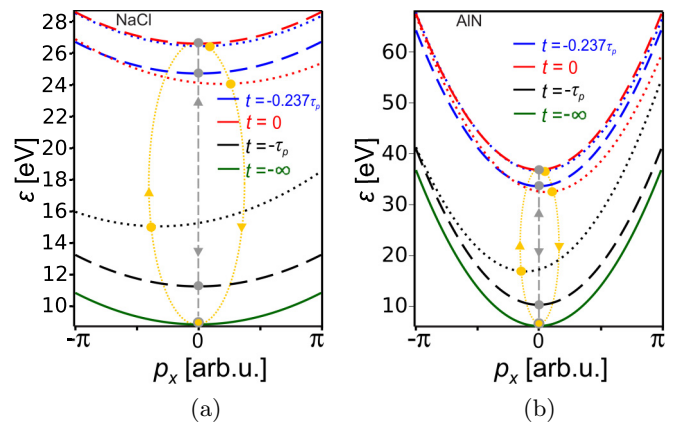 NaCl
28
26
24
22
20
18
16
14
12
10
ε [eV]
t=-0.237τp
t=0
t=-τp
t=-∞
-π
0
π
px [arb.u.]
(a)
AlN
60
50
40
30
20
10
ε [eV]
t=-0.237τp
t=0
t=-τp
t=-∞
-π
0
π
px [arb.u.]
(b)